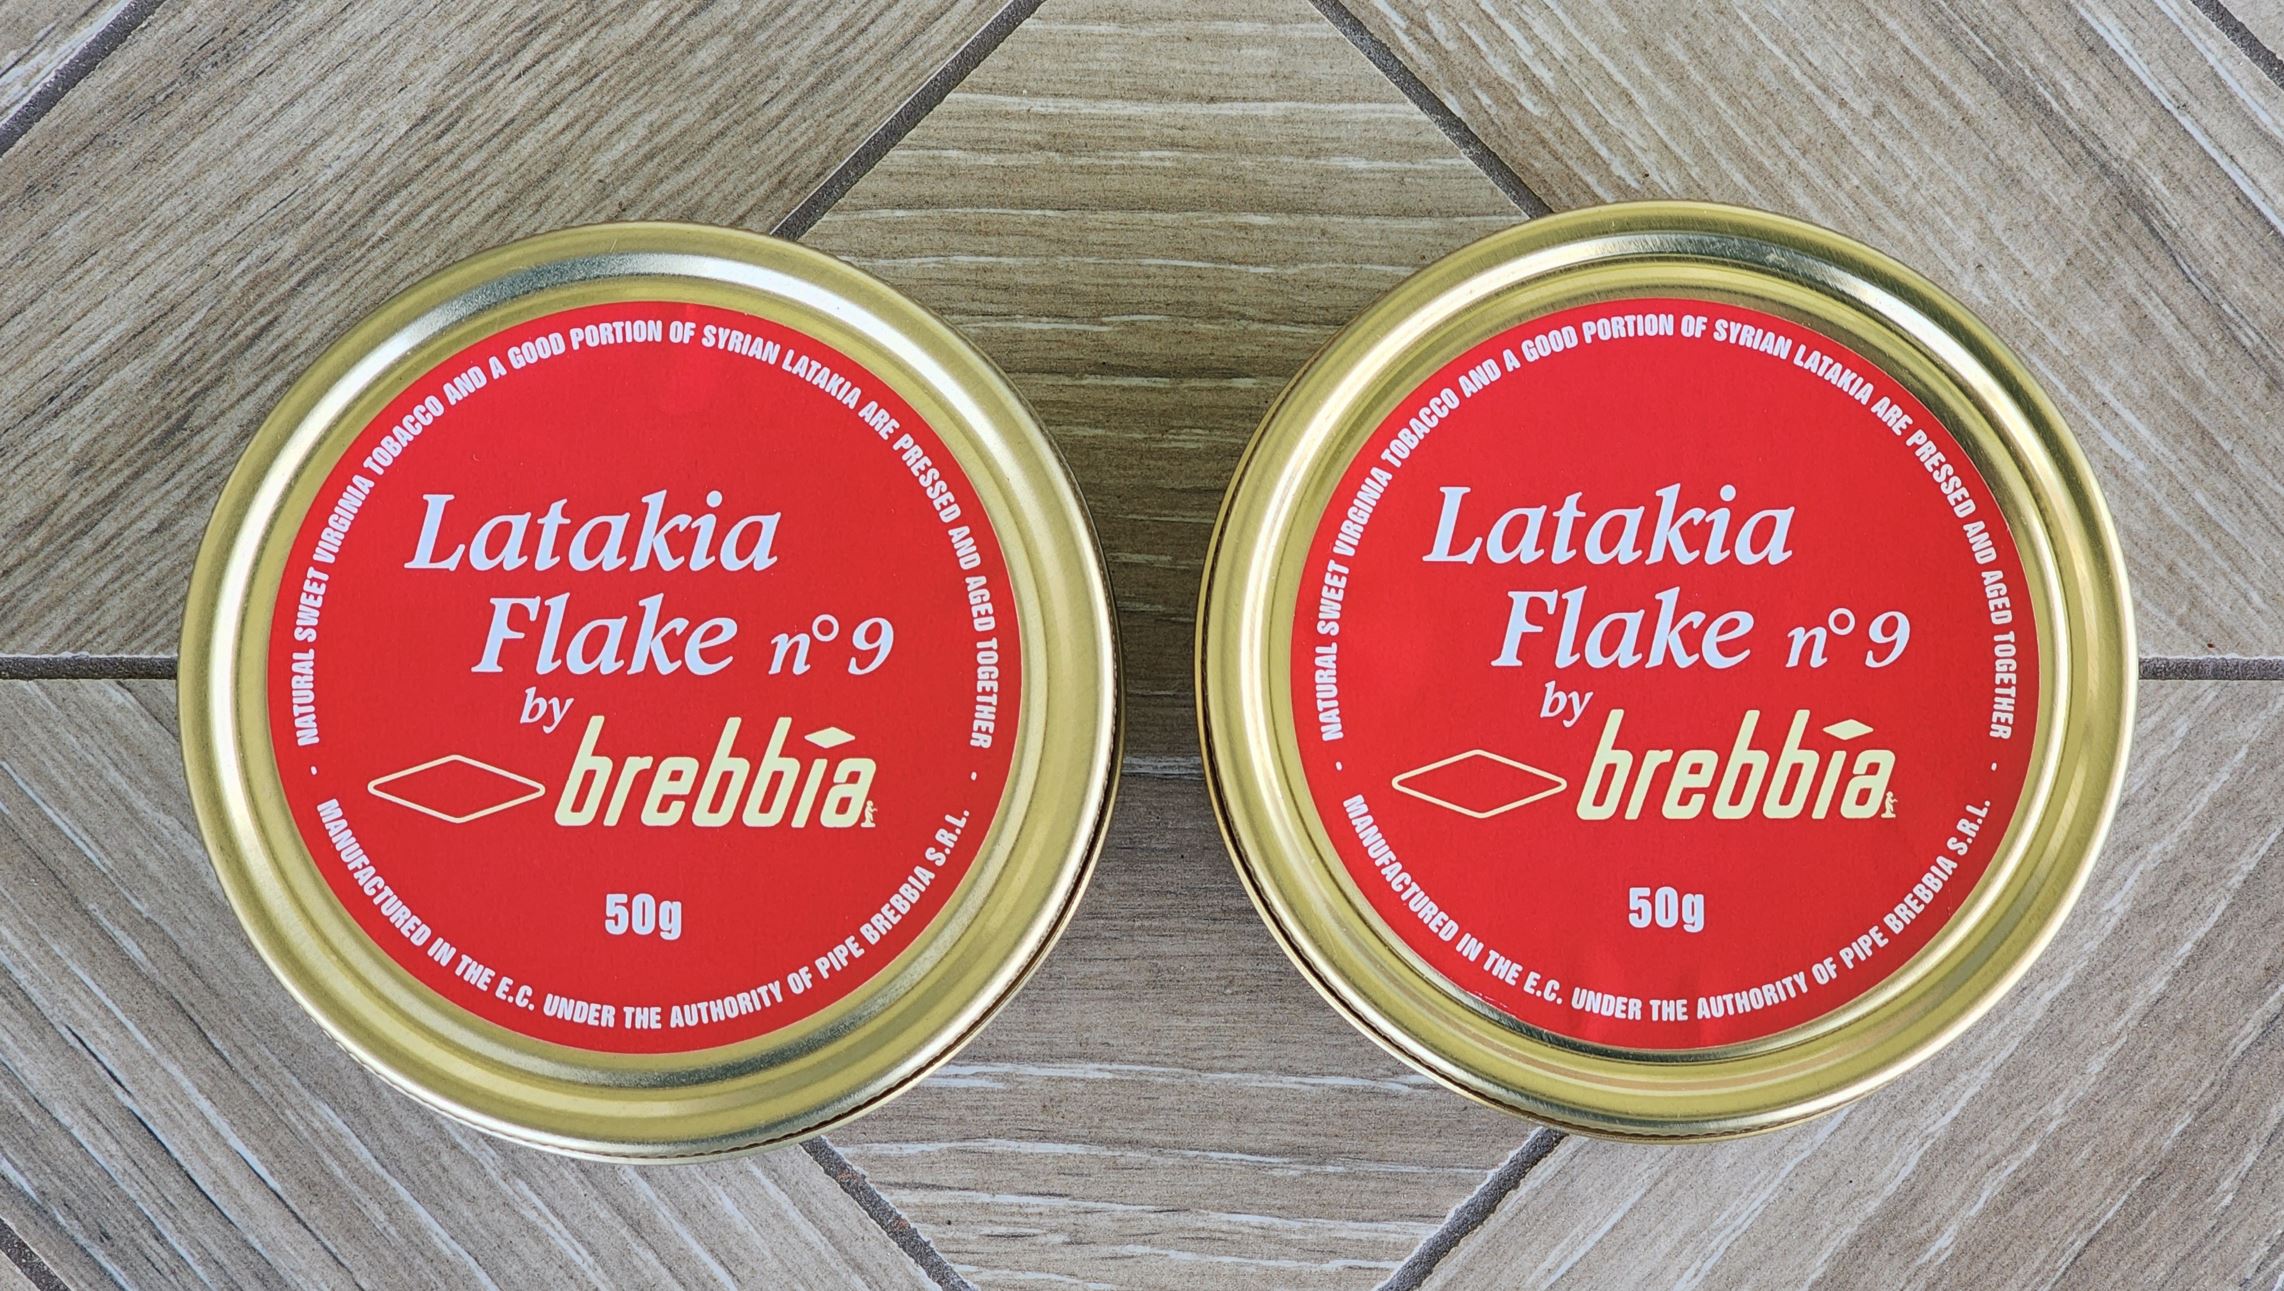 NATURAL SWEET VIRGINIA TOBACCO AND A GOOD PORTION OF SYRIAN LATAKIA ARE PRESSED AND AGED TOGETHER
Latakia
Flake n° 9
by
brebbia
50g
- MANUFACTURED IN THE E.C. UNDER THE AUTHORITY OF PIPE BREBBIA S.R.L. -
NATURAL SWEET VIRGINIA TOBACCO AND A GOOD PORTION OF SYRIAN LATAKIA ARE PRESSED AND AGED TOGETHER
Latakia
Flake n° 9
by
brebbia
50g
- MANUFACTURED IN THE E.C. UNDER THE AUTHORITY OF PIPE BREBBIA S.R.L. -